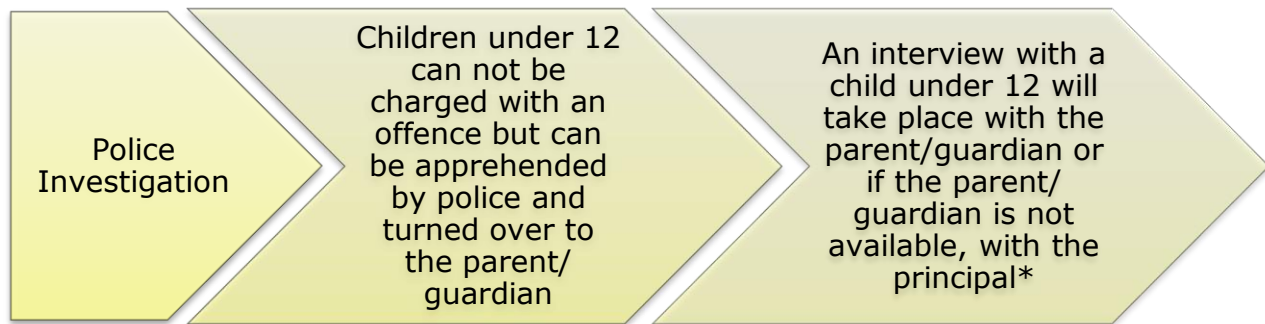 Police
Investigation
Children under 12
can not be
charged with an
offence but can
be apprehended
by police and
turned over to
the parent/
guardian
An interview with a
child under 12 will
take place with the
parent/guardian or
if the parent/
guardian is not
available, with the
principal*